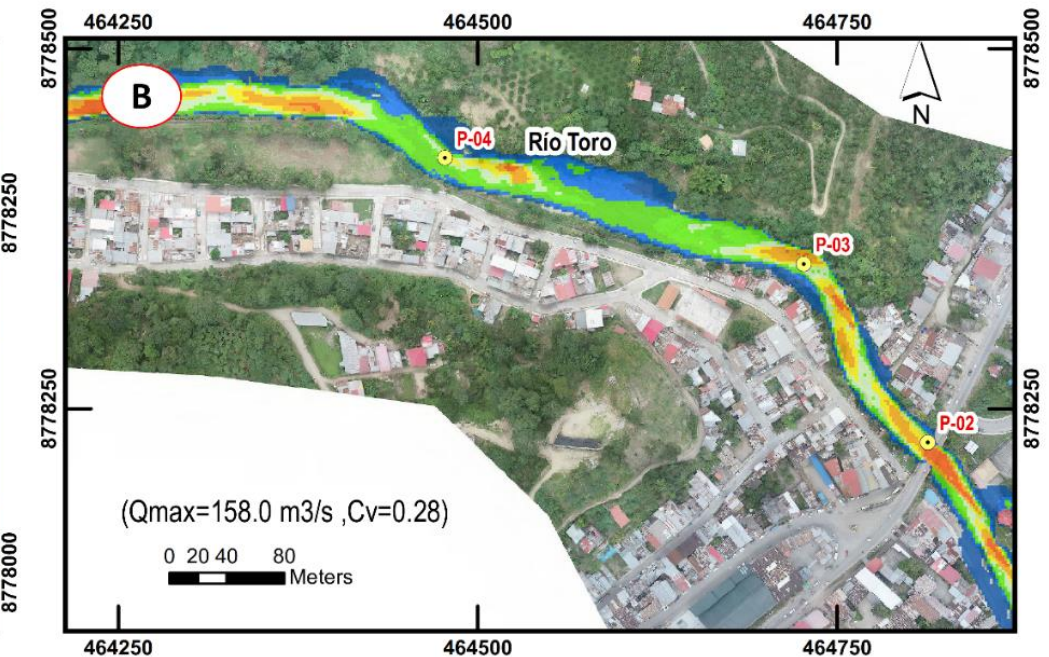 464250 464500 464750
8778500 8778500
B
P-04
Río Toro
N
8778250
P-03
8778250 8778250
P-02
(Qmax=158.0 m3/s ,Cv=0.28)
0 20 40 80
Meters
8778000
464250 464500 464750